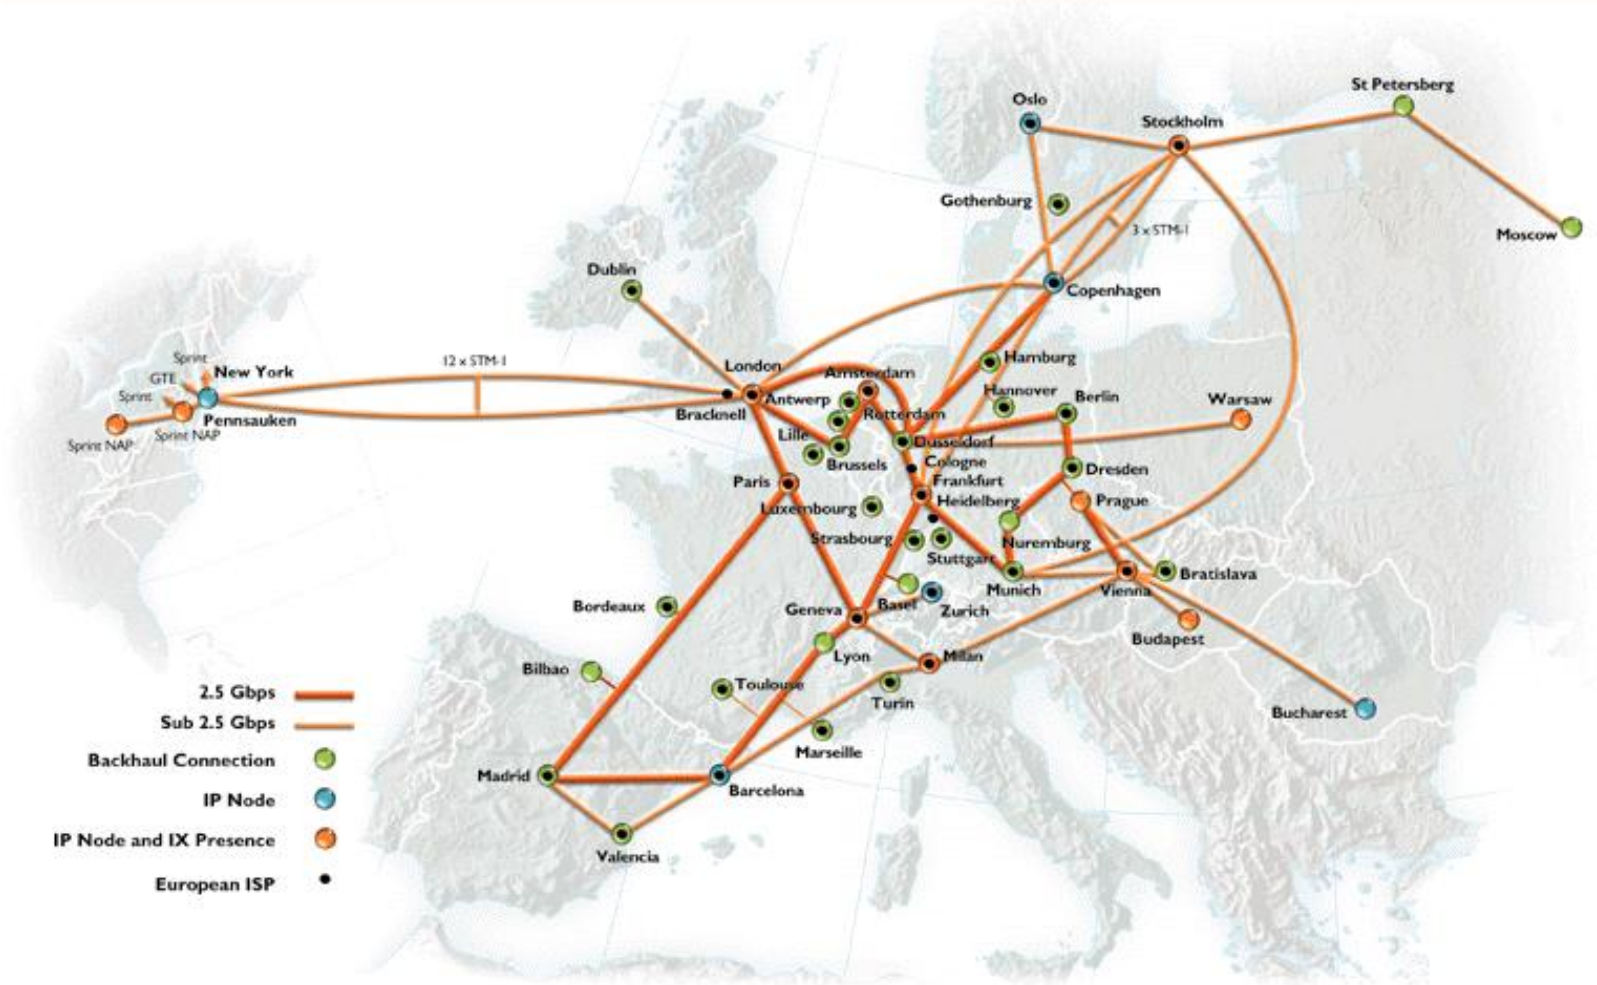 St Petersberg
Oslo
Stockholm
Gothenburg
3 x STM-1
Moscow
Dublin
Copenhagen
Sprint
12 x STM-1
Hamburg
New York
London
GTE
Amsterdam
Hannover
Sprint
Antwerp
Berlin
Warsaw
Bracknell
Rotterdam
Pennsauken
Sprint NAP
Sprint NAP
Lille
Dusseldorf
Brussels
Cologne
Dresden
Paris
Frankfurt
Heidelberg
Prague
Luxembourg
Strasbourg
Nuremburg
Stuttgart
Bratislava
Munich
Vienna
Bordeaux
Geneva
Basel
Zurich
Budapest
Lyon
Milan
Bilbao
Toulouse
Turin
Bucharest
Marseille
Madrid
Barcelona
Valencia
2.5 Gbps
Sub 2.5 Gbps
Backhaul Connection
IP Node
IP Node and IX Presence
European ISP